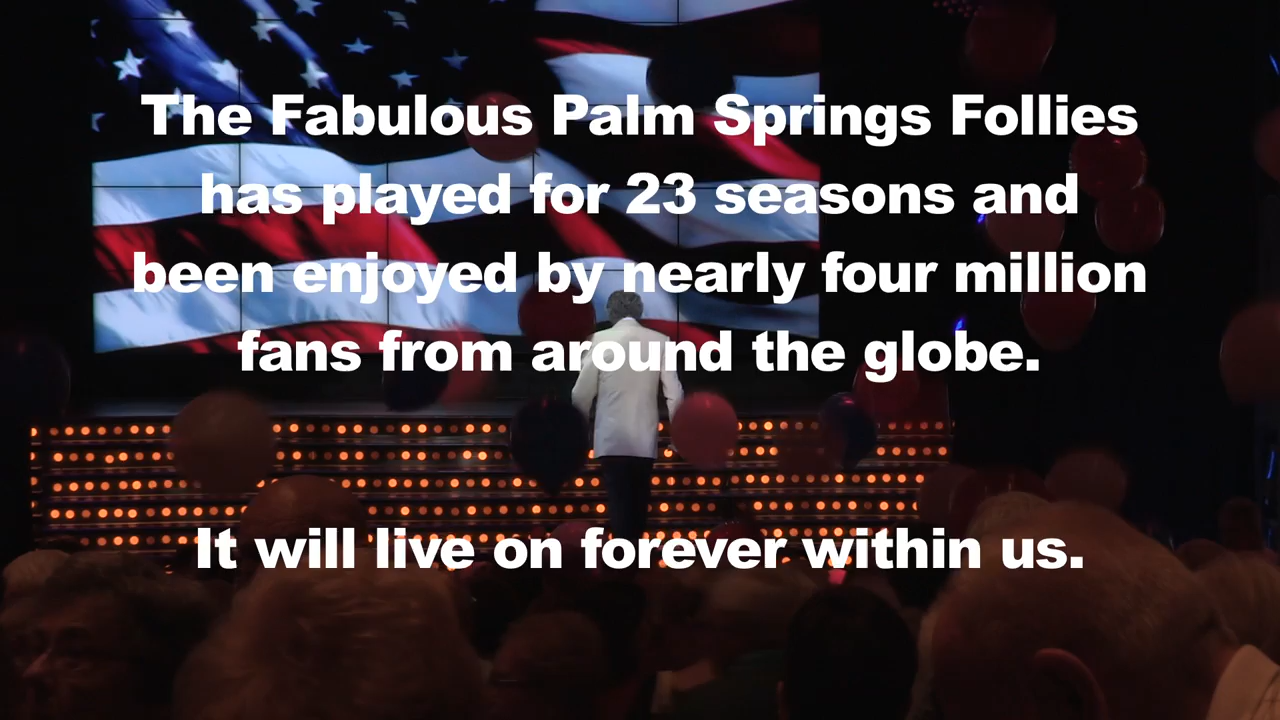 The Fabulous Palm Springs Follies
has played for 23 seasons and
been enjoyed by nearly four million
fans from around the globe.
It will live on forever within us.